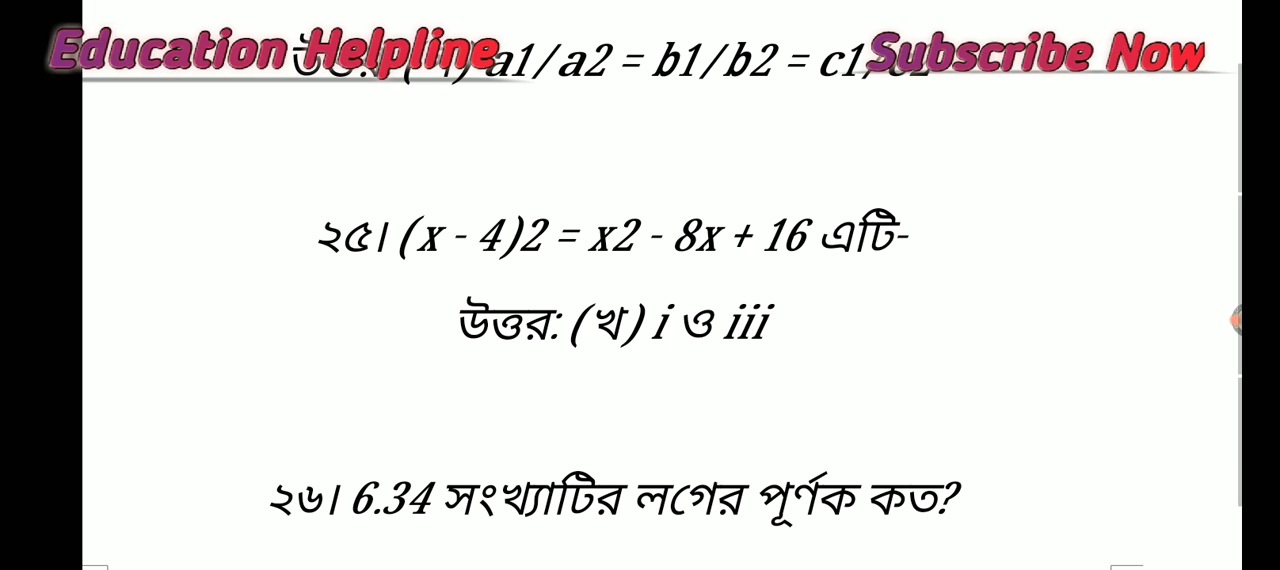 Education Helpline Subscribe Now
a1/a2 = b1/b2 = c1/
২৫। (x - 4)2 = x2 - 8x + 16 এটি-
উত্তর: (খ) i ও iii
২৬। 6.34 সংখ্যাটির লগের পূর্ণক কত?